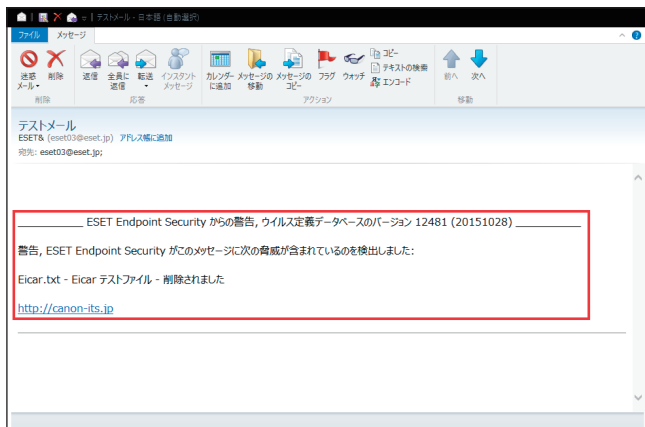 テストメール - 日本語 (自動選択)
ファイル メッセージ
迷惑メール 削除 返信 全員に返信 転送 インスタントメッセージ カレンダーに追加 メッセージの移動 メッセージのコピー フラグ ウォッチ コピー テキストの検索 エンコード 前へ 次へ
削除 応答 アクション 移動
テストメール
ESET& (eset03@eset.jp) アドレス帳に追加
宛先: eset03@eset.jp;
__________ ESET Endpoint Security からの警告, ウイルス定義データベースのバージョン 12481 (20151028) __________
警告, ESET Endpoint Security がこのメッセージに次の脅威が含まれているのを検出しました:
Eicar.txt - Eicar テストファイル - 削除されました
http://canon-its.jp